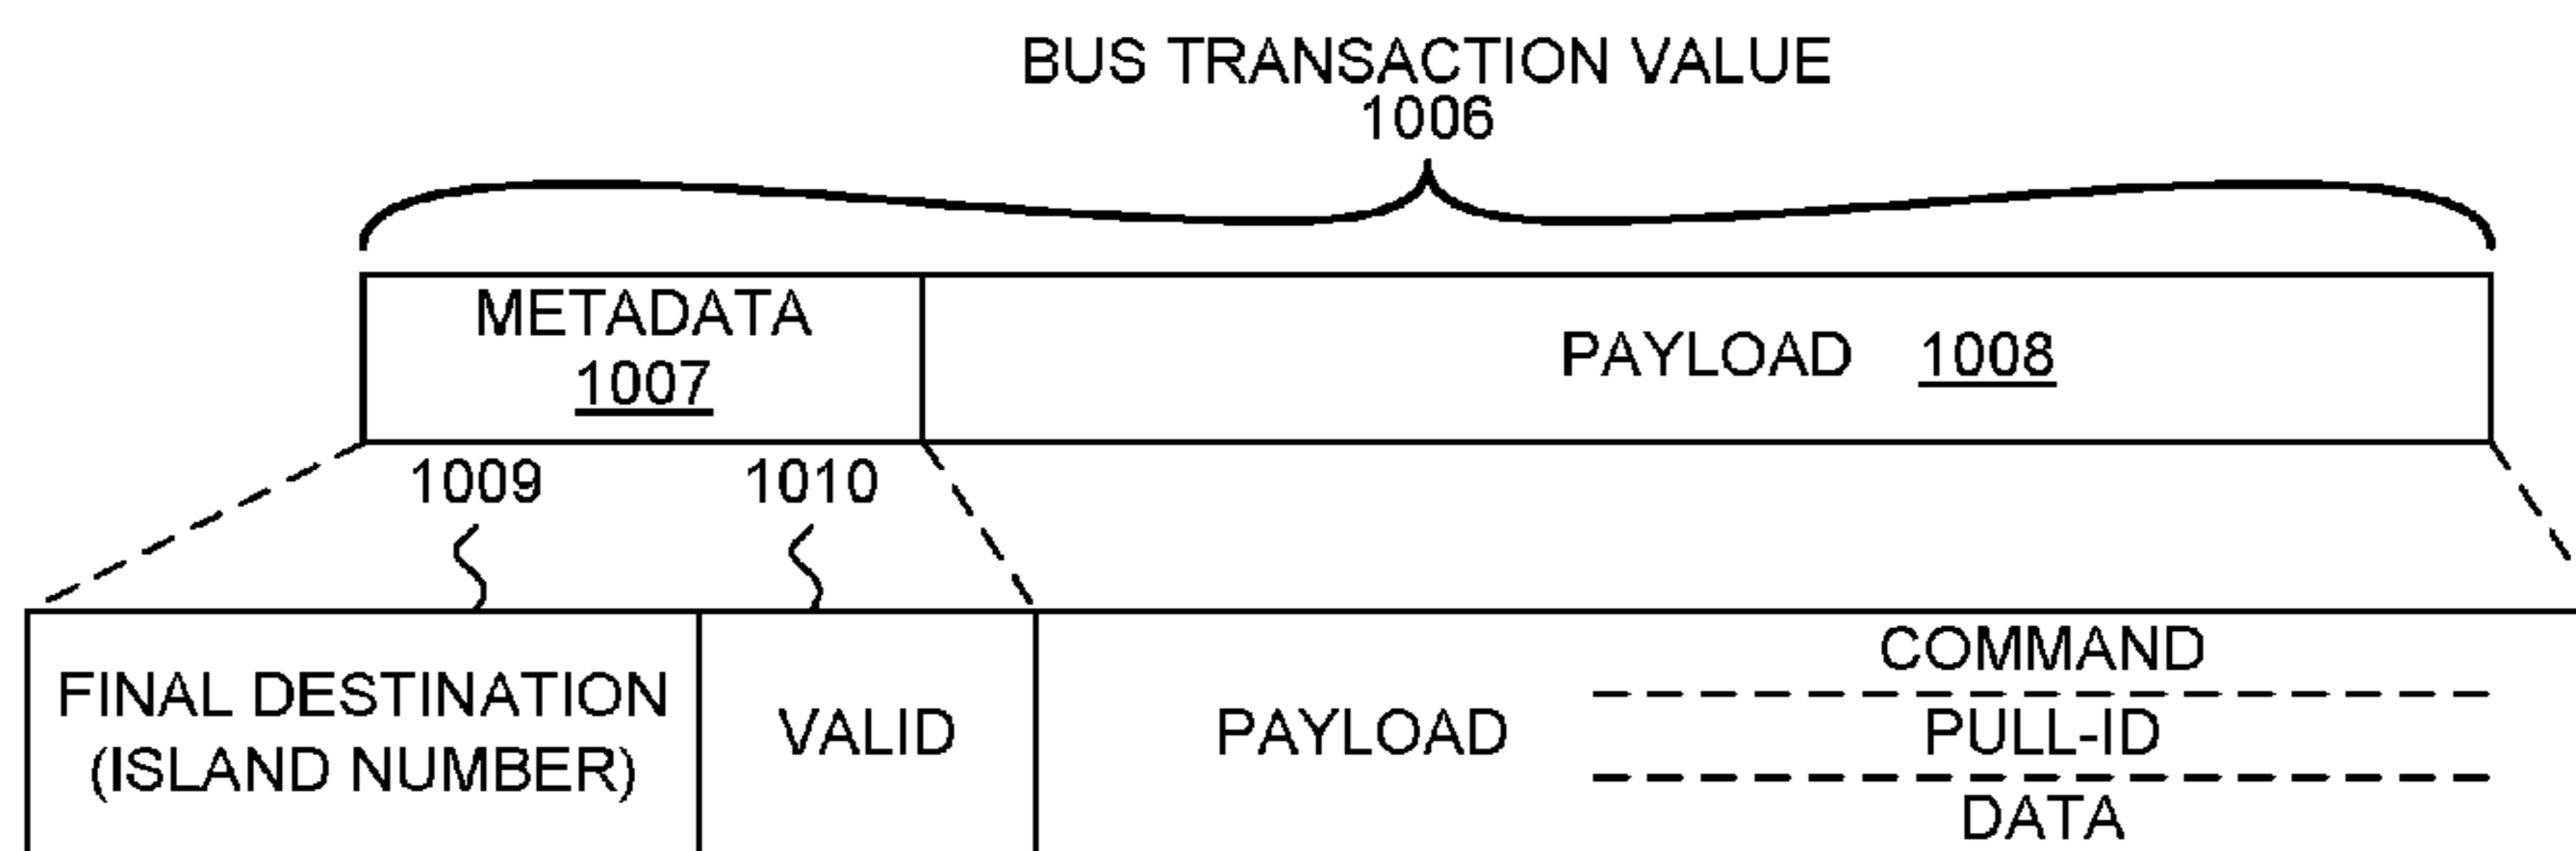 BUS TRANSACTION VALUE
1006
METADATA
1007
PAYLOAD 1008
1009 1010
FINAL DESTINATION
(ISLAND NUMBER)
VALID
PAYLOAD
COMMAND
PULL-ID
DATA